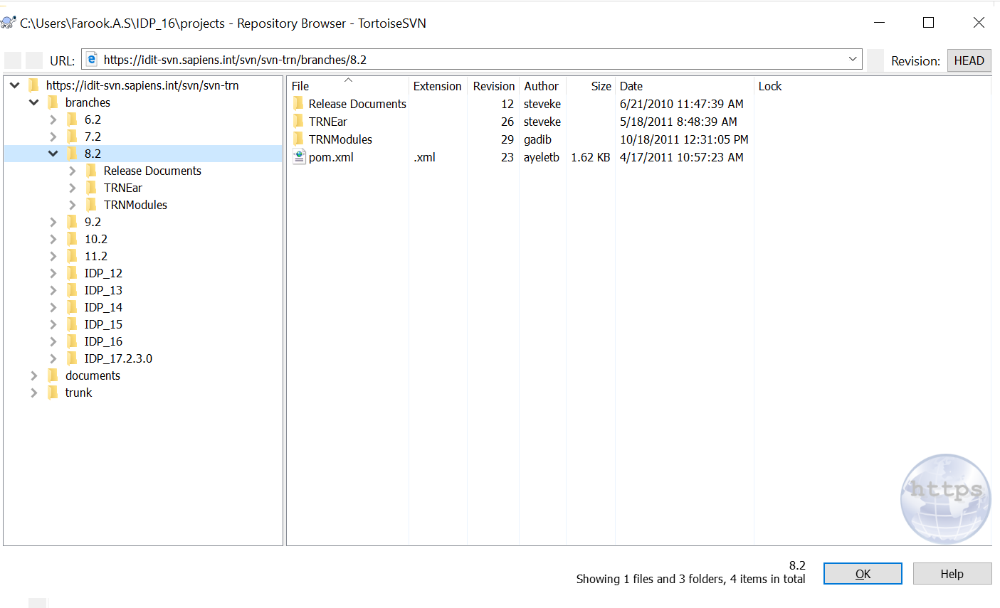 C:\Users\Farook.A.S\IDP_16\projects - Repository Browser - TortoiseSVN
URL: https://idit-svn.sapiens.int/svn/svn-trn/branches/8.2 Revision: HEAD
https://idit-svn.sapiens.int/svn/svn-trn
branches
6.2
7.2
8.2
Release Documents
TRNEar
TRNModules
9.2
10.2
11.2
IDP_12
IDP_13
IDP_14
IDP_15
IDP_16
IDP_17.2.3.0
documents
trunk
File Extension Revision Author Size Date Lock
Release Documents 12 steveke 6/21/2010 11:47:39 AM
TRNEar 26 steveke 5/18/2011 8:48:39 AM
TRNModules 29 gadib 10/18/2011 12:31:05 PM
pom.xml .xml 23 ayeletb 1.62 KB 4/17/2011 10:57:23 AM
https
8.2
Showing 1 files and 3 folders, 4 items in total
OK Help